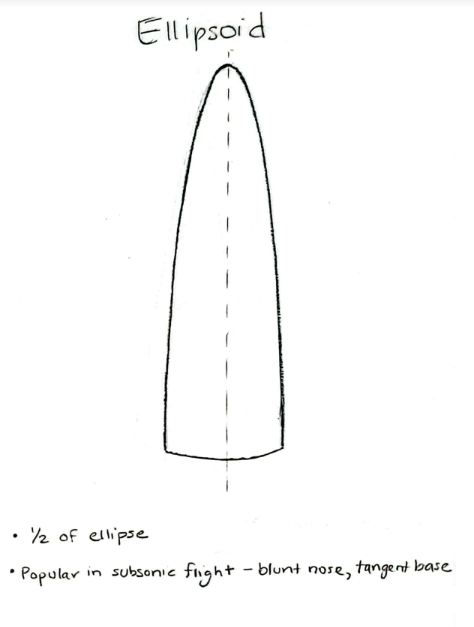 Ellipsoid
• 1/2 of ellipse
• Popular in subsonic flight - blunt nose, tangent base